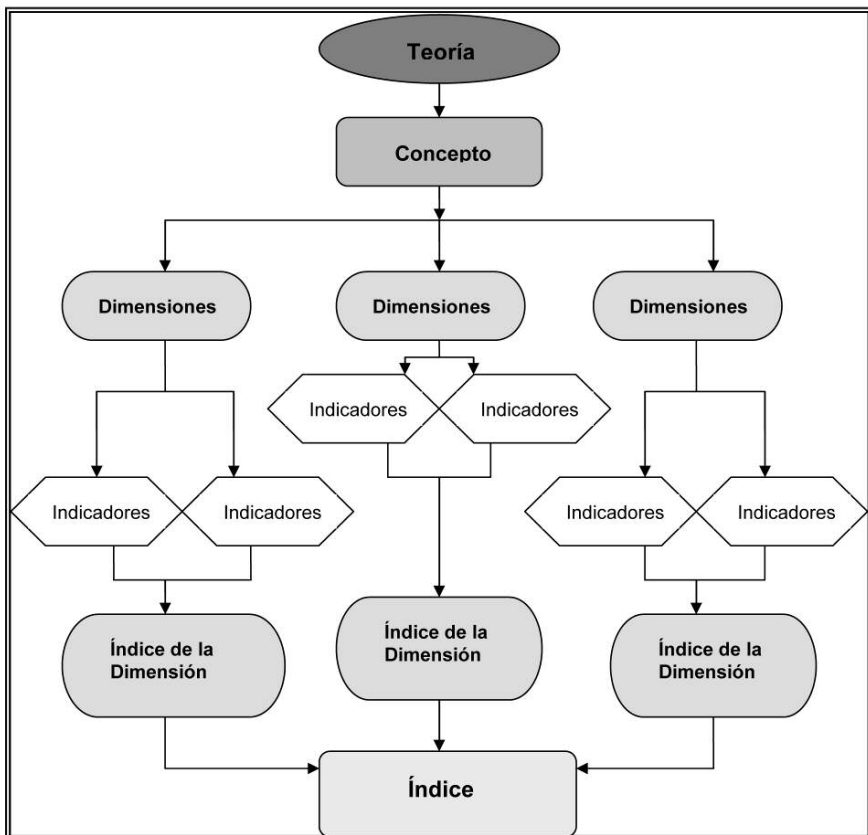 Teoría
Concepto
Dimensiones
Dimensiones
Dimensiones
Indicadores
Indicadores
Indicadores
Indicadores
Indicadores
Indicadores
Índice de la
Dimensión
Índice de la
Dimensión
Índice de la
Dimensión
Índice